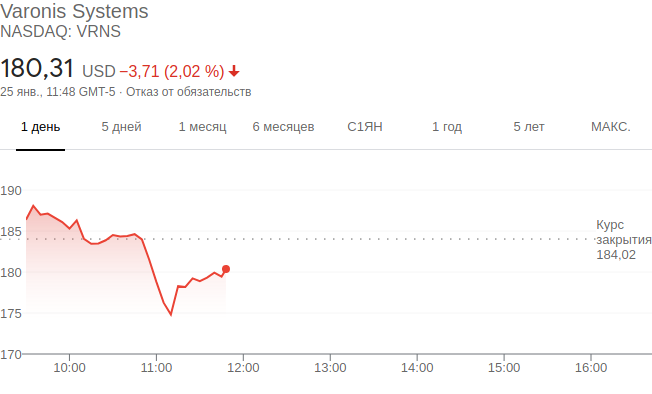 Varonis Systems
NASDAQ: VRNS
180,31 USD −3,71 (2,02 %)
25 янв., 11:48 GMT-5 · Отказ от обязательств
1 день 5 дней 1 месяц 6 месяцев С1ЯН 1 год 5 лет МАКС.
190
185
180
175
170
Курс
закрытия
184,02
10:00 11:00 12:00 13:00 14:00 15:00 16:00